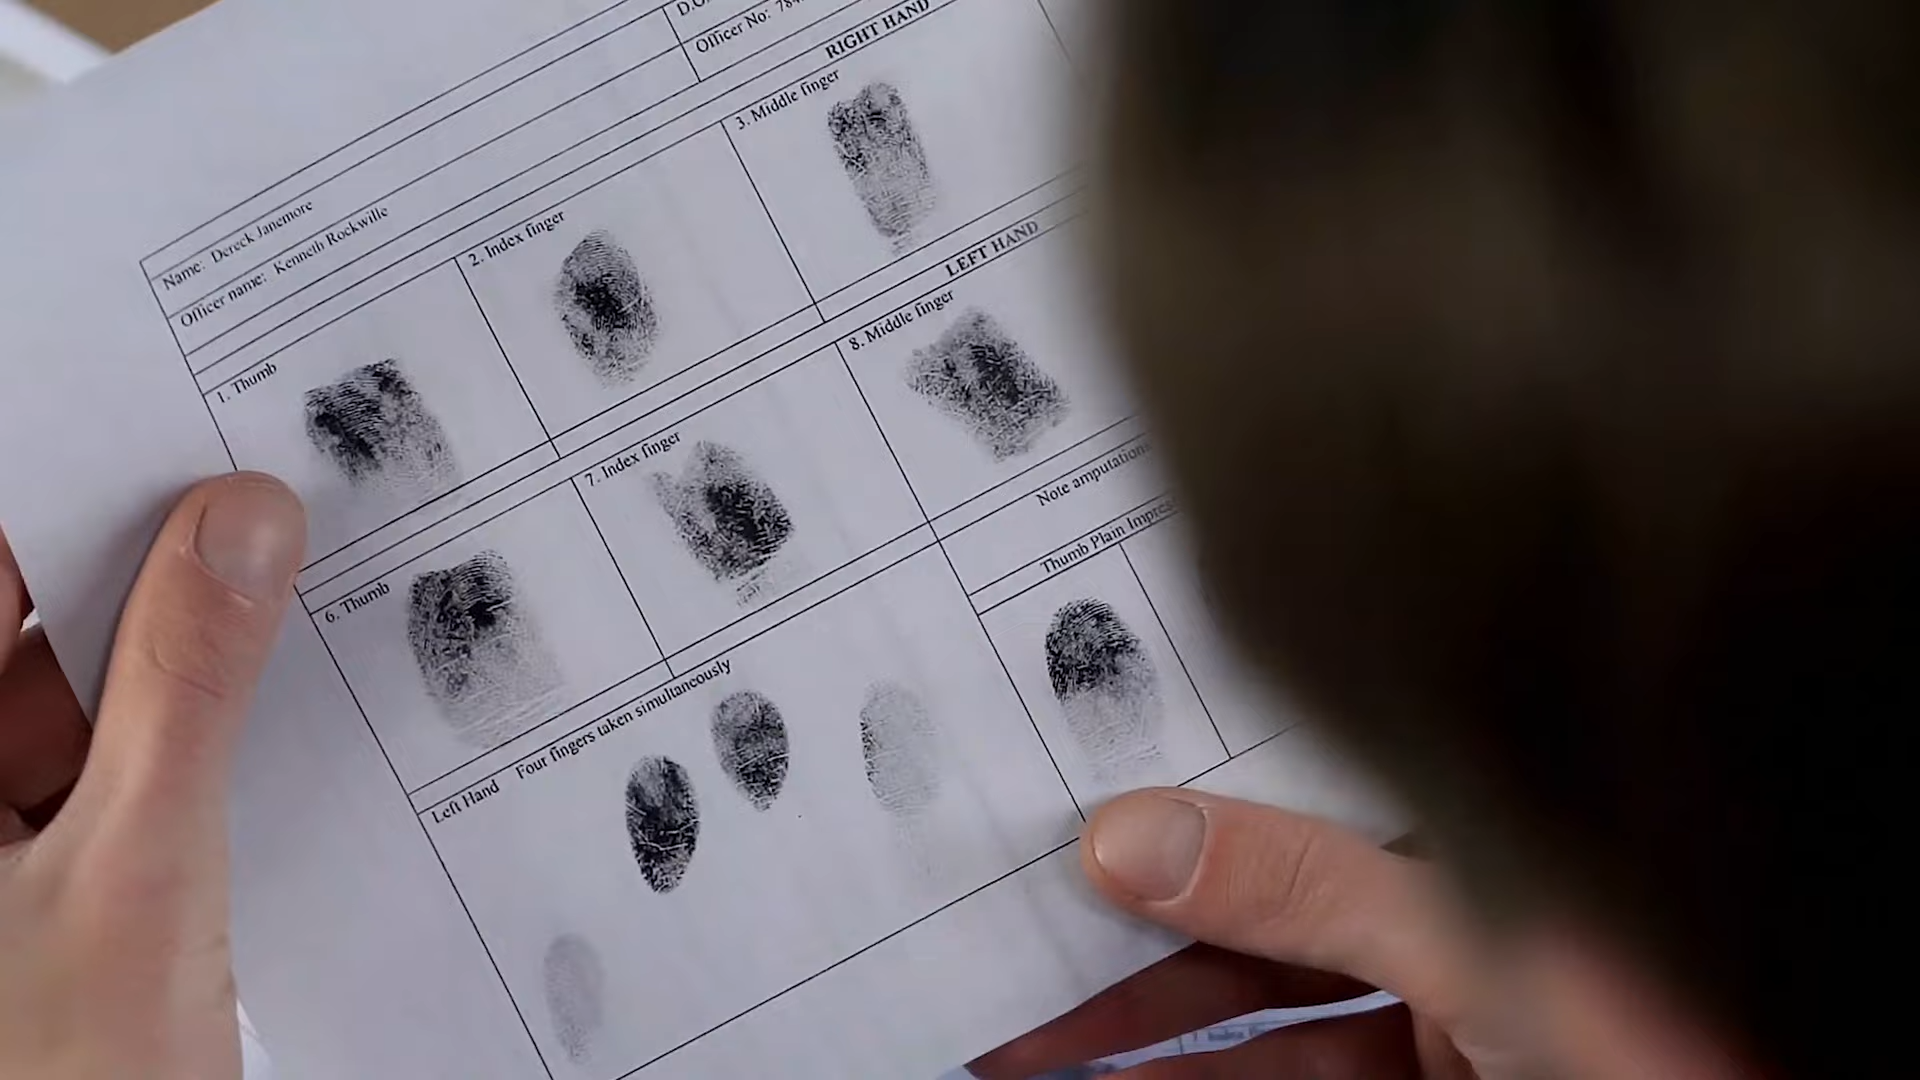 Name: Dereck Janemore
D.O.
Officer name: Kenneth Rockwille
Officer No: 784
RIGHT HAND
1. Thumb
2. Index finger
3. Middle finger
LEFT HAND
6. Thumb
7. Index finger
8. Middle finger
Note amputation
Left Hand Four fingers taken simultaneously
Thumb Plain Impres